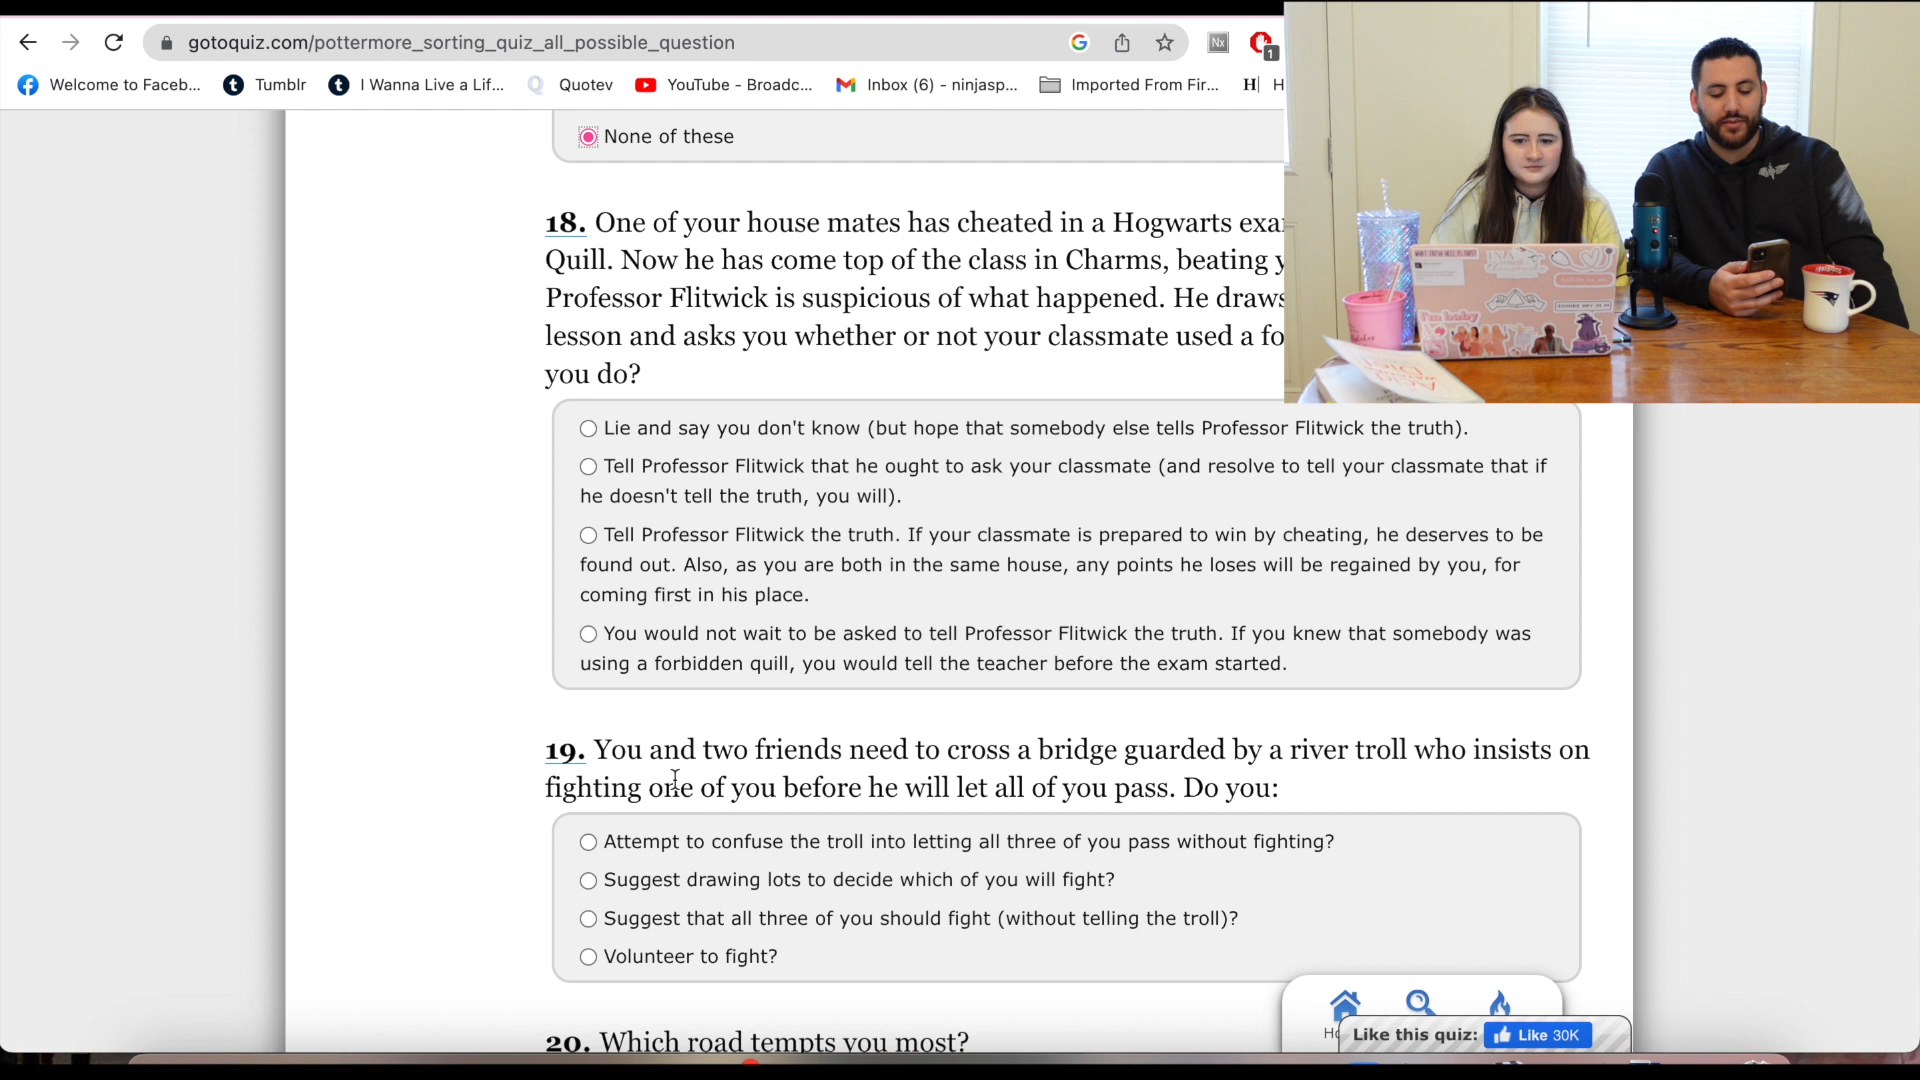 gotoquiz.com/pottermore_sorting_quiz_all_possible_question
1
Welcome to Faceb... Tumblr I Wanna Live a Lif... Quotev YouTube - Broadc... Inbox (6) - ninjasp... Imported From Fir... H H
None of these
18. One of your house mates has cheated in a Hogwarts exa
Quill. Now he has come top of the class in Charms, beating y
Professor Flitwick is suspicious of what happened. He draws
lesson and asks you whether or not your classmate used a fo
you do?
Lie and say you don't know (but hope that somebody else tells Professor Flitwick the truth).
Tell Professor Flitwick that he ought to ask your classmate (and resolve to tell your classmate that if
he doesn't tell the truth, you will).
Tell Professor Flitwick the truth. If your classmate is prepared to win by cheating, he deserves to be
found out. Also, as you are both in the same house, any points he loses will be regained by you, for
coming first in his place.
You would not wait to be asked to tell Professor Flitwick the truth. If you knew that somebody was
using a forbidden quill, you would tell the teacher before the exam started.
19. You and two friends need to cross a bridge guarded by a river troll who insists on
fighting one of you before he will let all of you pass. Do you:
Attempt to confuse the troll into letting all three of you pass without fighting?
Suggest drawing lots to decide which of you will fight?
Suggest that all three of you should fight (without telling the troll)?
Volunteer to fight?
20. Which road tempts you most?
Ho
Like this quiz: Like 30K
I'm baby